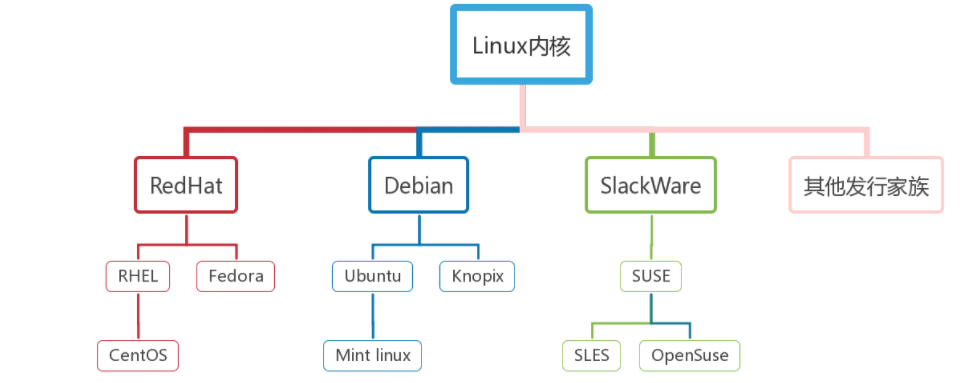 Linux内核
RedHat
Debian
SlackWare
其他发行家族
RHEL
Fedora
Ubuntu
Knopix
SUSE
CentOS
Mint linux
SLES
OpenSuse